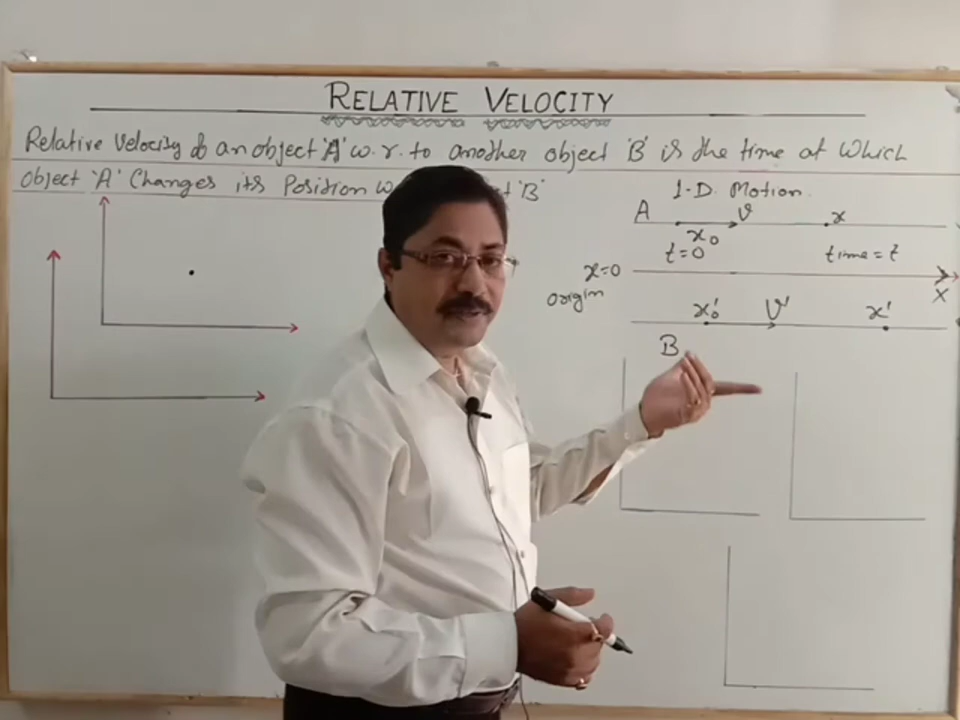 RELATIVE VELOCITY
Relative Velocity of an object 'A' w.r. to another object 'B' is the time at which
object 'A' Changes its Position w 'B'
1-D. Motion.
A v x
x₀
t=0 time = t
x=0
origin X
x₀' v' x'
B